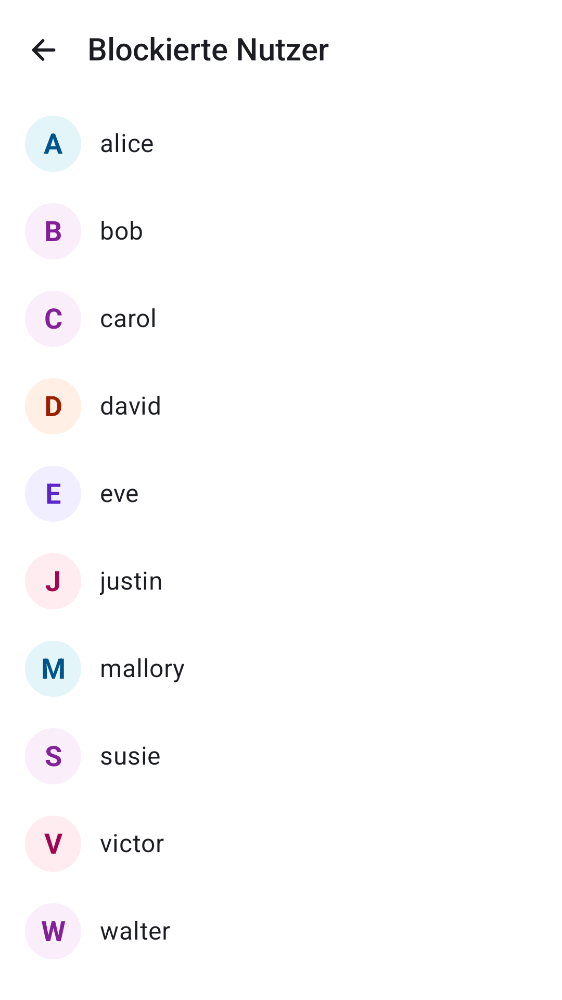 Blockierte Nutzer
A alice
B bob
C carol
D david
E eve
J justin
M mallory
S susie
V victor
W walter